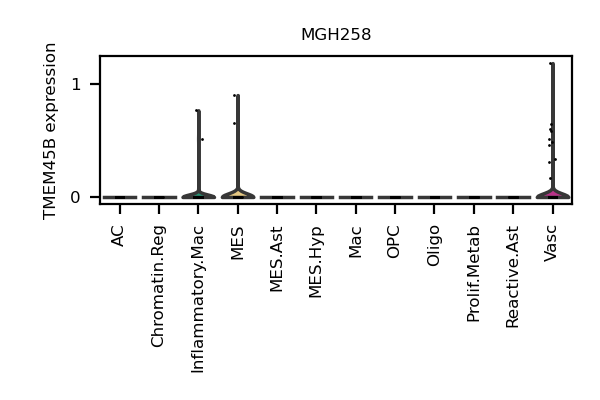 MGH258
TMEM45B expression
1
0
AC
Chromatin.Reg
Inflammatory.Mac
MES
MES.Ast
MES.Hyp
Mac
OPC
Oligo
Prolif.Metab
Reactive.Ast
Vasc